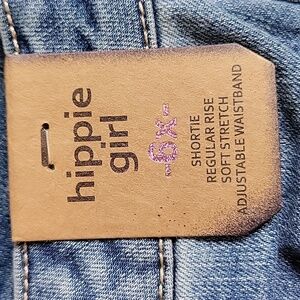 hippie
girl
-6x-
SHORTIE
REGULAR RISE
SOFT STRETCH
ADJUSTABLE WAISTBAND